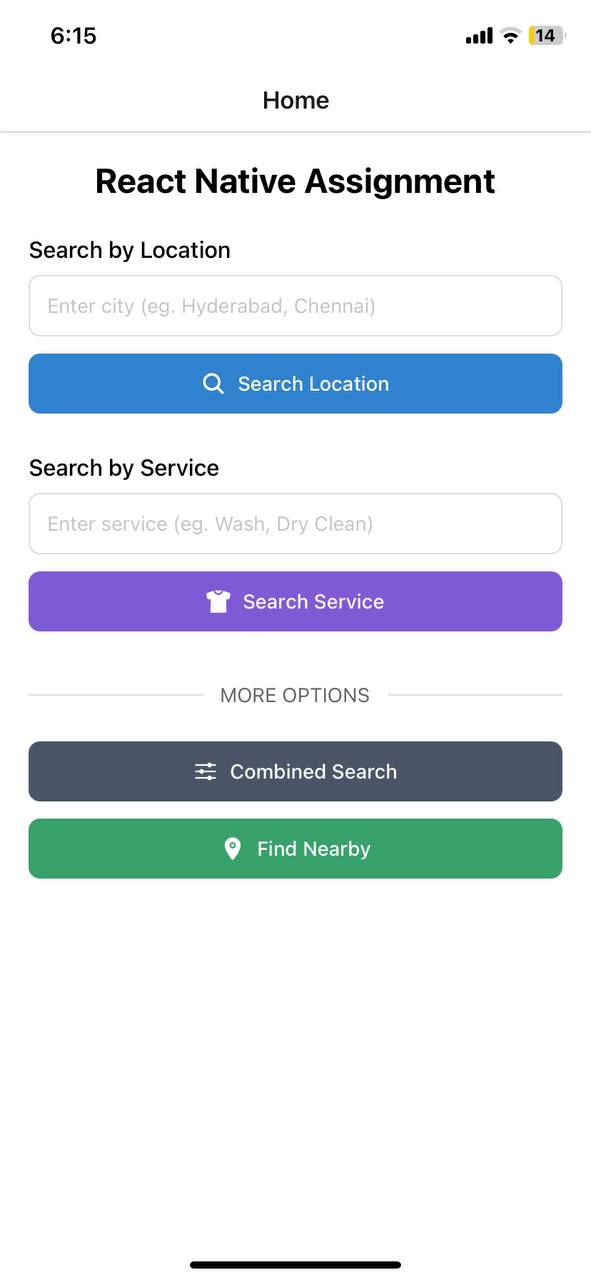 6:15
14
Home
React Native Assignment
Search by Location
Enter city (eg. Hyderabad, Chennai)
Search Location
Search by Service
Enter service (eg. Wash, Dry Clean)
Search Service
MORE OPTIONS
Combined Search
Find Nearby